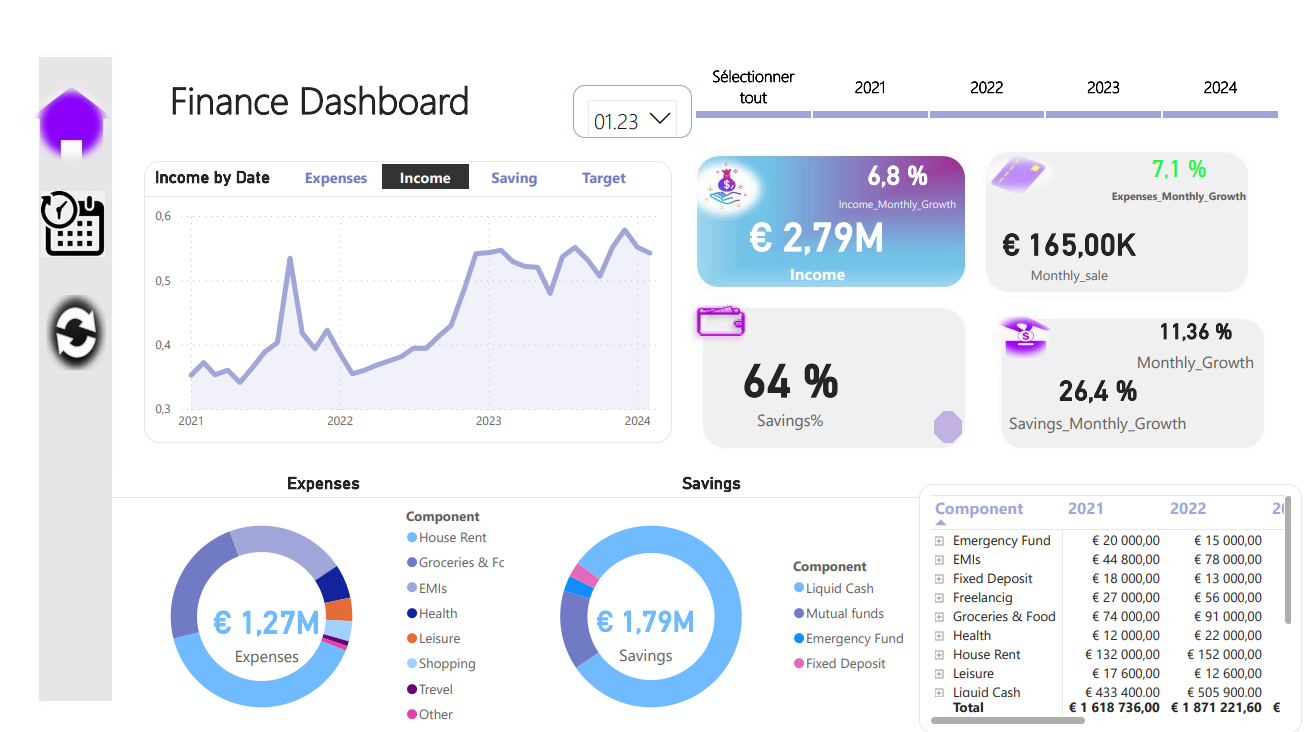 Finance Dashboard
01.23
Sélectionner
tout
2021
2022
2023
2024
Income by Date
Expenses
Income
Saving
Target
0,6
0,5
0,4
0,3
2021
2022
2023
2024
6,8 %
Income_Monthly_Growth
€ 2,79M
Income
7,1 %
Expenses_Monthly_Growth
€ 165,00K
Monthly_sale
64 %
Savings%
11,36 %
Monthly_Growth
26,4 %
Savings_Monthly_Growth
Expenses
€ 1,27M
Expenses
Component
House Rent
Groceries & Fc
EMIs
Health
Leisure
Shopping
Trevel
Other
Savings
€ 1,79M
Savings
Component
Liquid Cash
Mutual funds
Emergency Fund
Fixed Deposit
Component 2021 2022
Emergency Fund € 20 000,00 € 15 000,00
EMIs € 44 800,00 € 78 000,00
Fixed Deposit € 18 000,00 € 13 000,00
Freelancig € 27 000,00 € 56 000,00
Groceries & Food € 74 000,00 € 91 000,00
Health € 12 000,00 € 22 000,00
House Rent € 132 000,00 € 152 000,00
Leisure € 17 600,00 € 12 600,00
Liquid Cash € 433 400,00 € 505 900,00
Total € 1 618 736,00 € 1 871 221,60 €